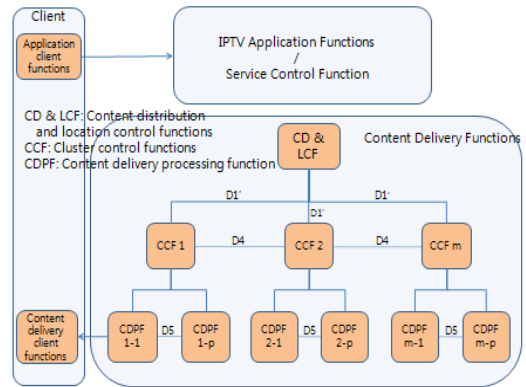 Client
Application
client
functions
IPTV Application Functions
/
Service Control Function
CD & LCF: Content distribution
and location control functions
CCF: Cluster control functions
CDPF: Content delivery processing function
CD &
LCF
Content Delivery Functions
D1'
D1'
D1'
CCF 1
D4
CCF 2
D4
CCF m
Content
delivery
client
functions
CDPF
1-1
D5
CDPF
1-p
CDPF
2-1
D5
CDPF
2-p
CDPF
m-1
D5
CDPF
m-p